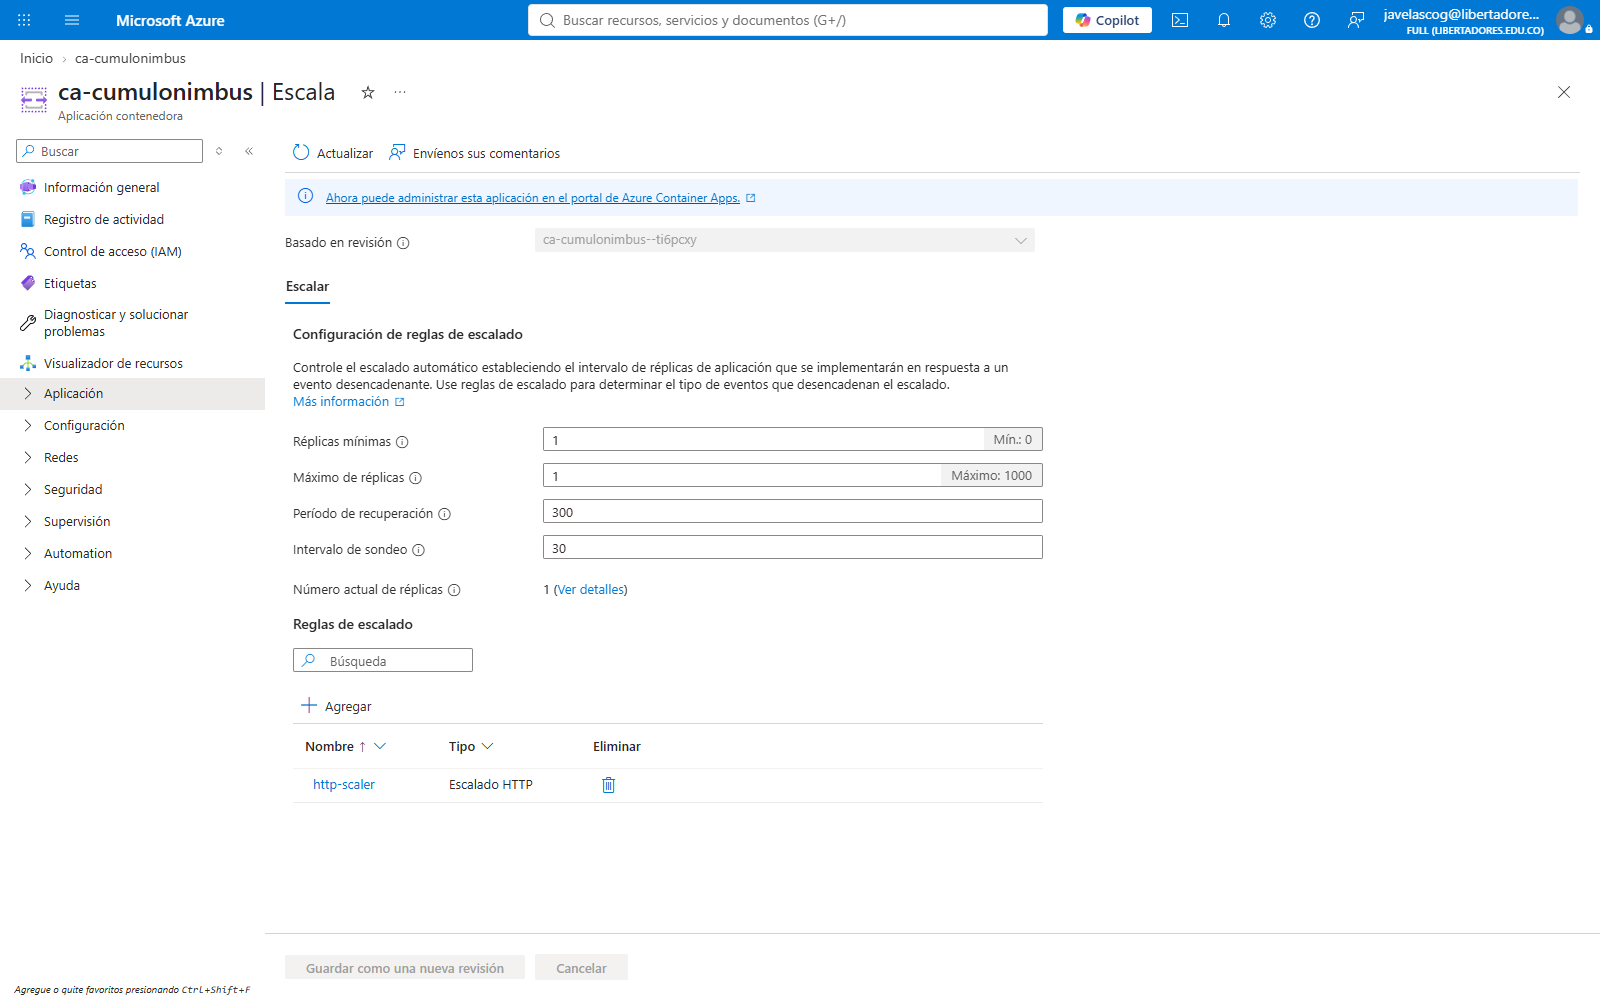 Microsoft Azure
Buscar recursos, servicios y documentos (G+/)
Copilot
javelascog@libertadore...
FULL (LIBERTADORES.EDU.CO)
Inicio > ca-cumulonimbus
ca-cumulonimbus | Escala
Aplicación contenedora
Buscar
Información general
Registro de actividad
Control de acceso (IAM)
Etiquetas
Diagnosticar y solucionar
problemas
Visualizador de recursos
Aplicación
Configuración
Redes
Seguridad
Supervisión
Automation
Ayuda
Agregue o quite favoritos presionando Ctrl+Shift+F
Actualizar
Envíenos sus comentarios
Ahora puede administrar esta aplicación en el portal de Azure Container Apps.
Basado en revisión
ca-cumulonimbus--ti6pcxy
Escalar
Configuración de reglas de escalado
Controle el escalado automático estableciendo el intervalo de réplicas de aplicación que se implementarán en respuesta a un
evento desencadenante. Use reglas de escalado para determinar el tipo de eventos que desencadenan el escalado.
Más información
Réplicas mínimas
1
Mín.: 0
Máximo de réplicas
1
Máximo: 1000
Período de recuperación
300
Intervalo de sondeo
30
Número actual de réplicas
1 (Ver detalles)
Reglas de escalado
Búsqueda
Agregar
Nombre ↑
Tipo
Eliminar
http-scaler
Escalado HTTP
Guardar como una nueva revisión
Cancelar